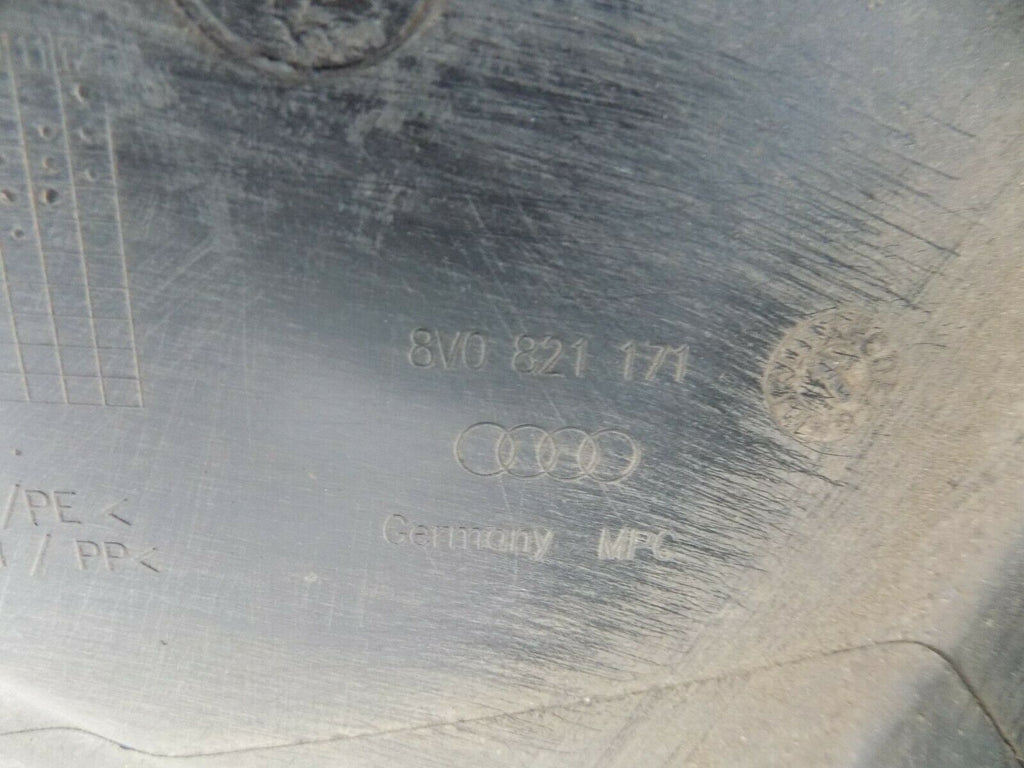 8V0 821 171
/PE <
/ PP<
Germany MPC